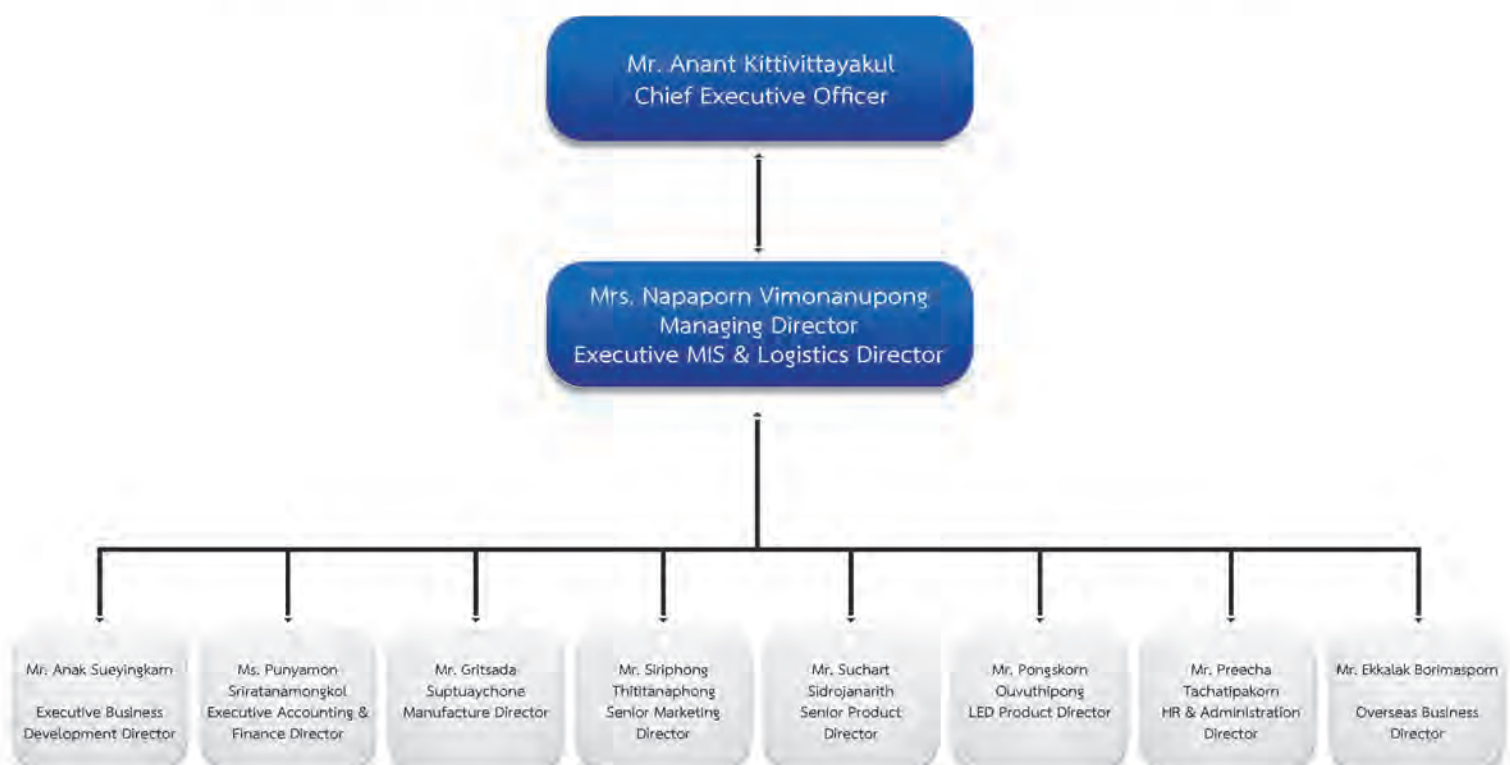 Mr. Anant Kittivittayakul
Chief Executive Officer
Mrs. Napaporn Vimonanupong
Managing Director
Executive MIS & Logistics Director
Mr. Anak Sueyingkarn
Executive Business
Development Director
Ms. Punyamon
Sriratanamongkol
Executive Accounting &
Finance Director
Mr. Gritsada
Suptuaychone
Manufacture Director
Mr. Siriphong
Thititanaphong
Senior Marketing
Director
Mr. Suchart
Sidrojanarith
Senior Product
Director
Mr. Pongskorn
Ouvuthipong
LED Product Director
Mr. Preecha
Tachatipakorn
HR & Administration
Director
Mr. Ekkalak Borimasporn
Overseas Business
Director